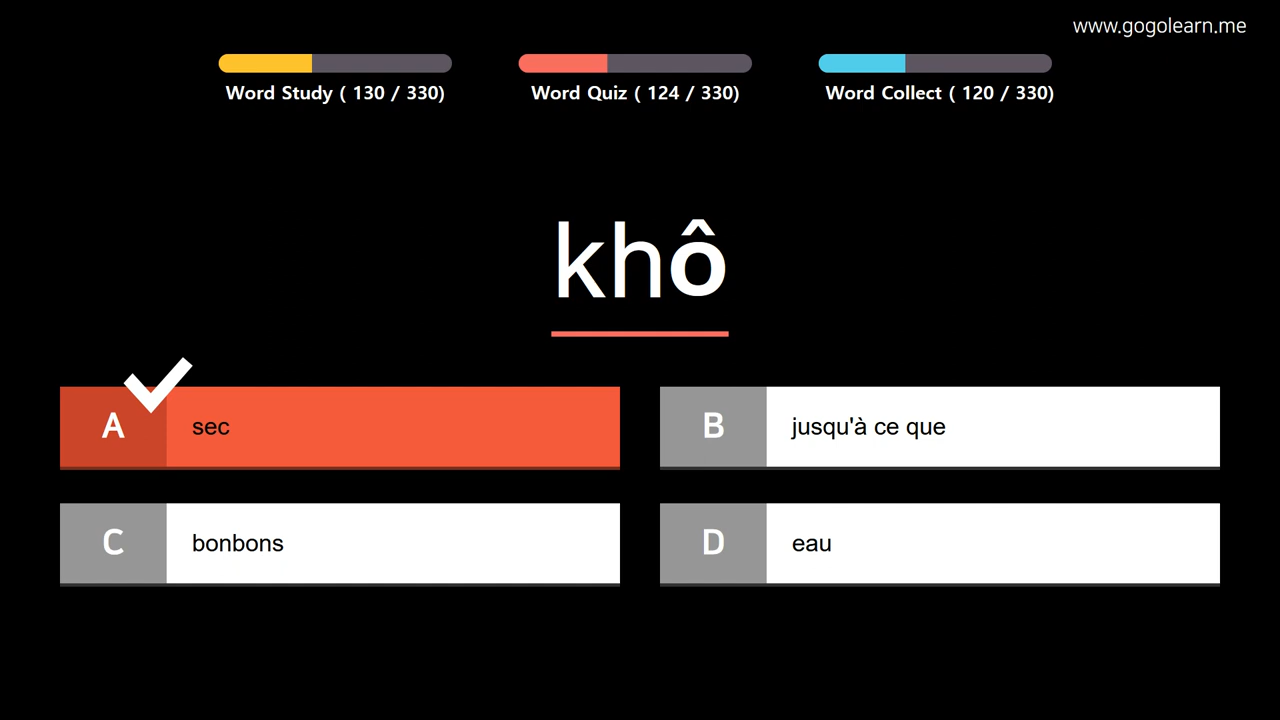 www.gogolearn.me
Word Study ( 130 / 330)
Word Quiz ( 124 / 330)
Word Collect ( 120 / 330)
khô
A sec
B jusqu'à ce que
C bonbons
D eau